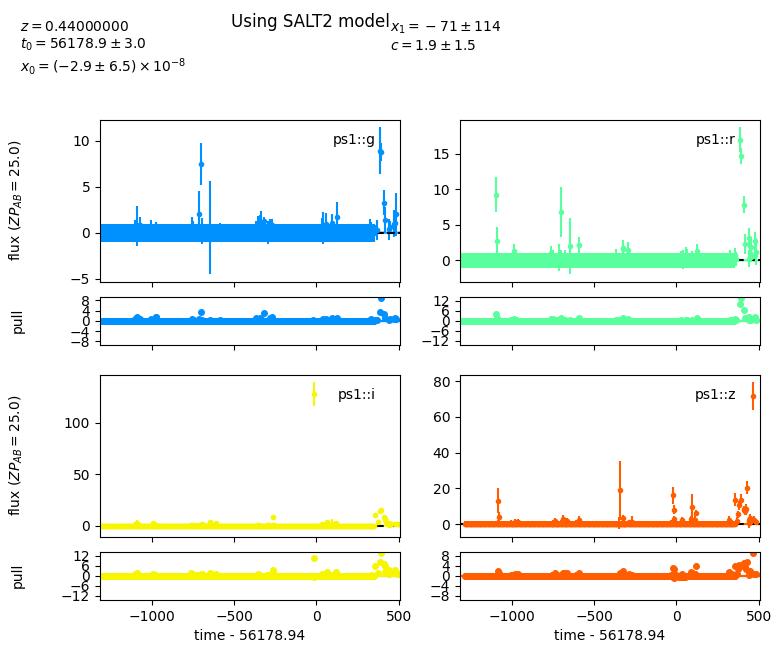 Using SALT2 model
z = 0.44000000
t₀ = 56178.9 ± 3.0
x₀ = (−2.9 ± 6.5) × 10⁻⁸
x₁ = −71 ± 114
c = 1.9 ± 1.5
flux (ZP_AB = 25.0)
10
5
0
−5
ps1::g
15
10
5
0
ps1::r
pull
8
4
0
−4
−8
12
6
0
−6
−12
flux (ZP_AB = 25.0)
100
50
0
ps1::i
80
60
40
20
0
ps1::z
pull
12
6
0
−6
−12
8
4
0
−4
−8
−1000 −500 0 500
−1000 −500 0 500
time - 56178.94
time - 56178.94